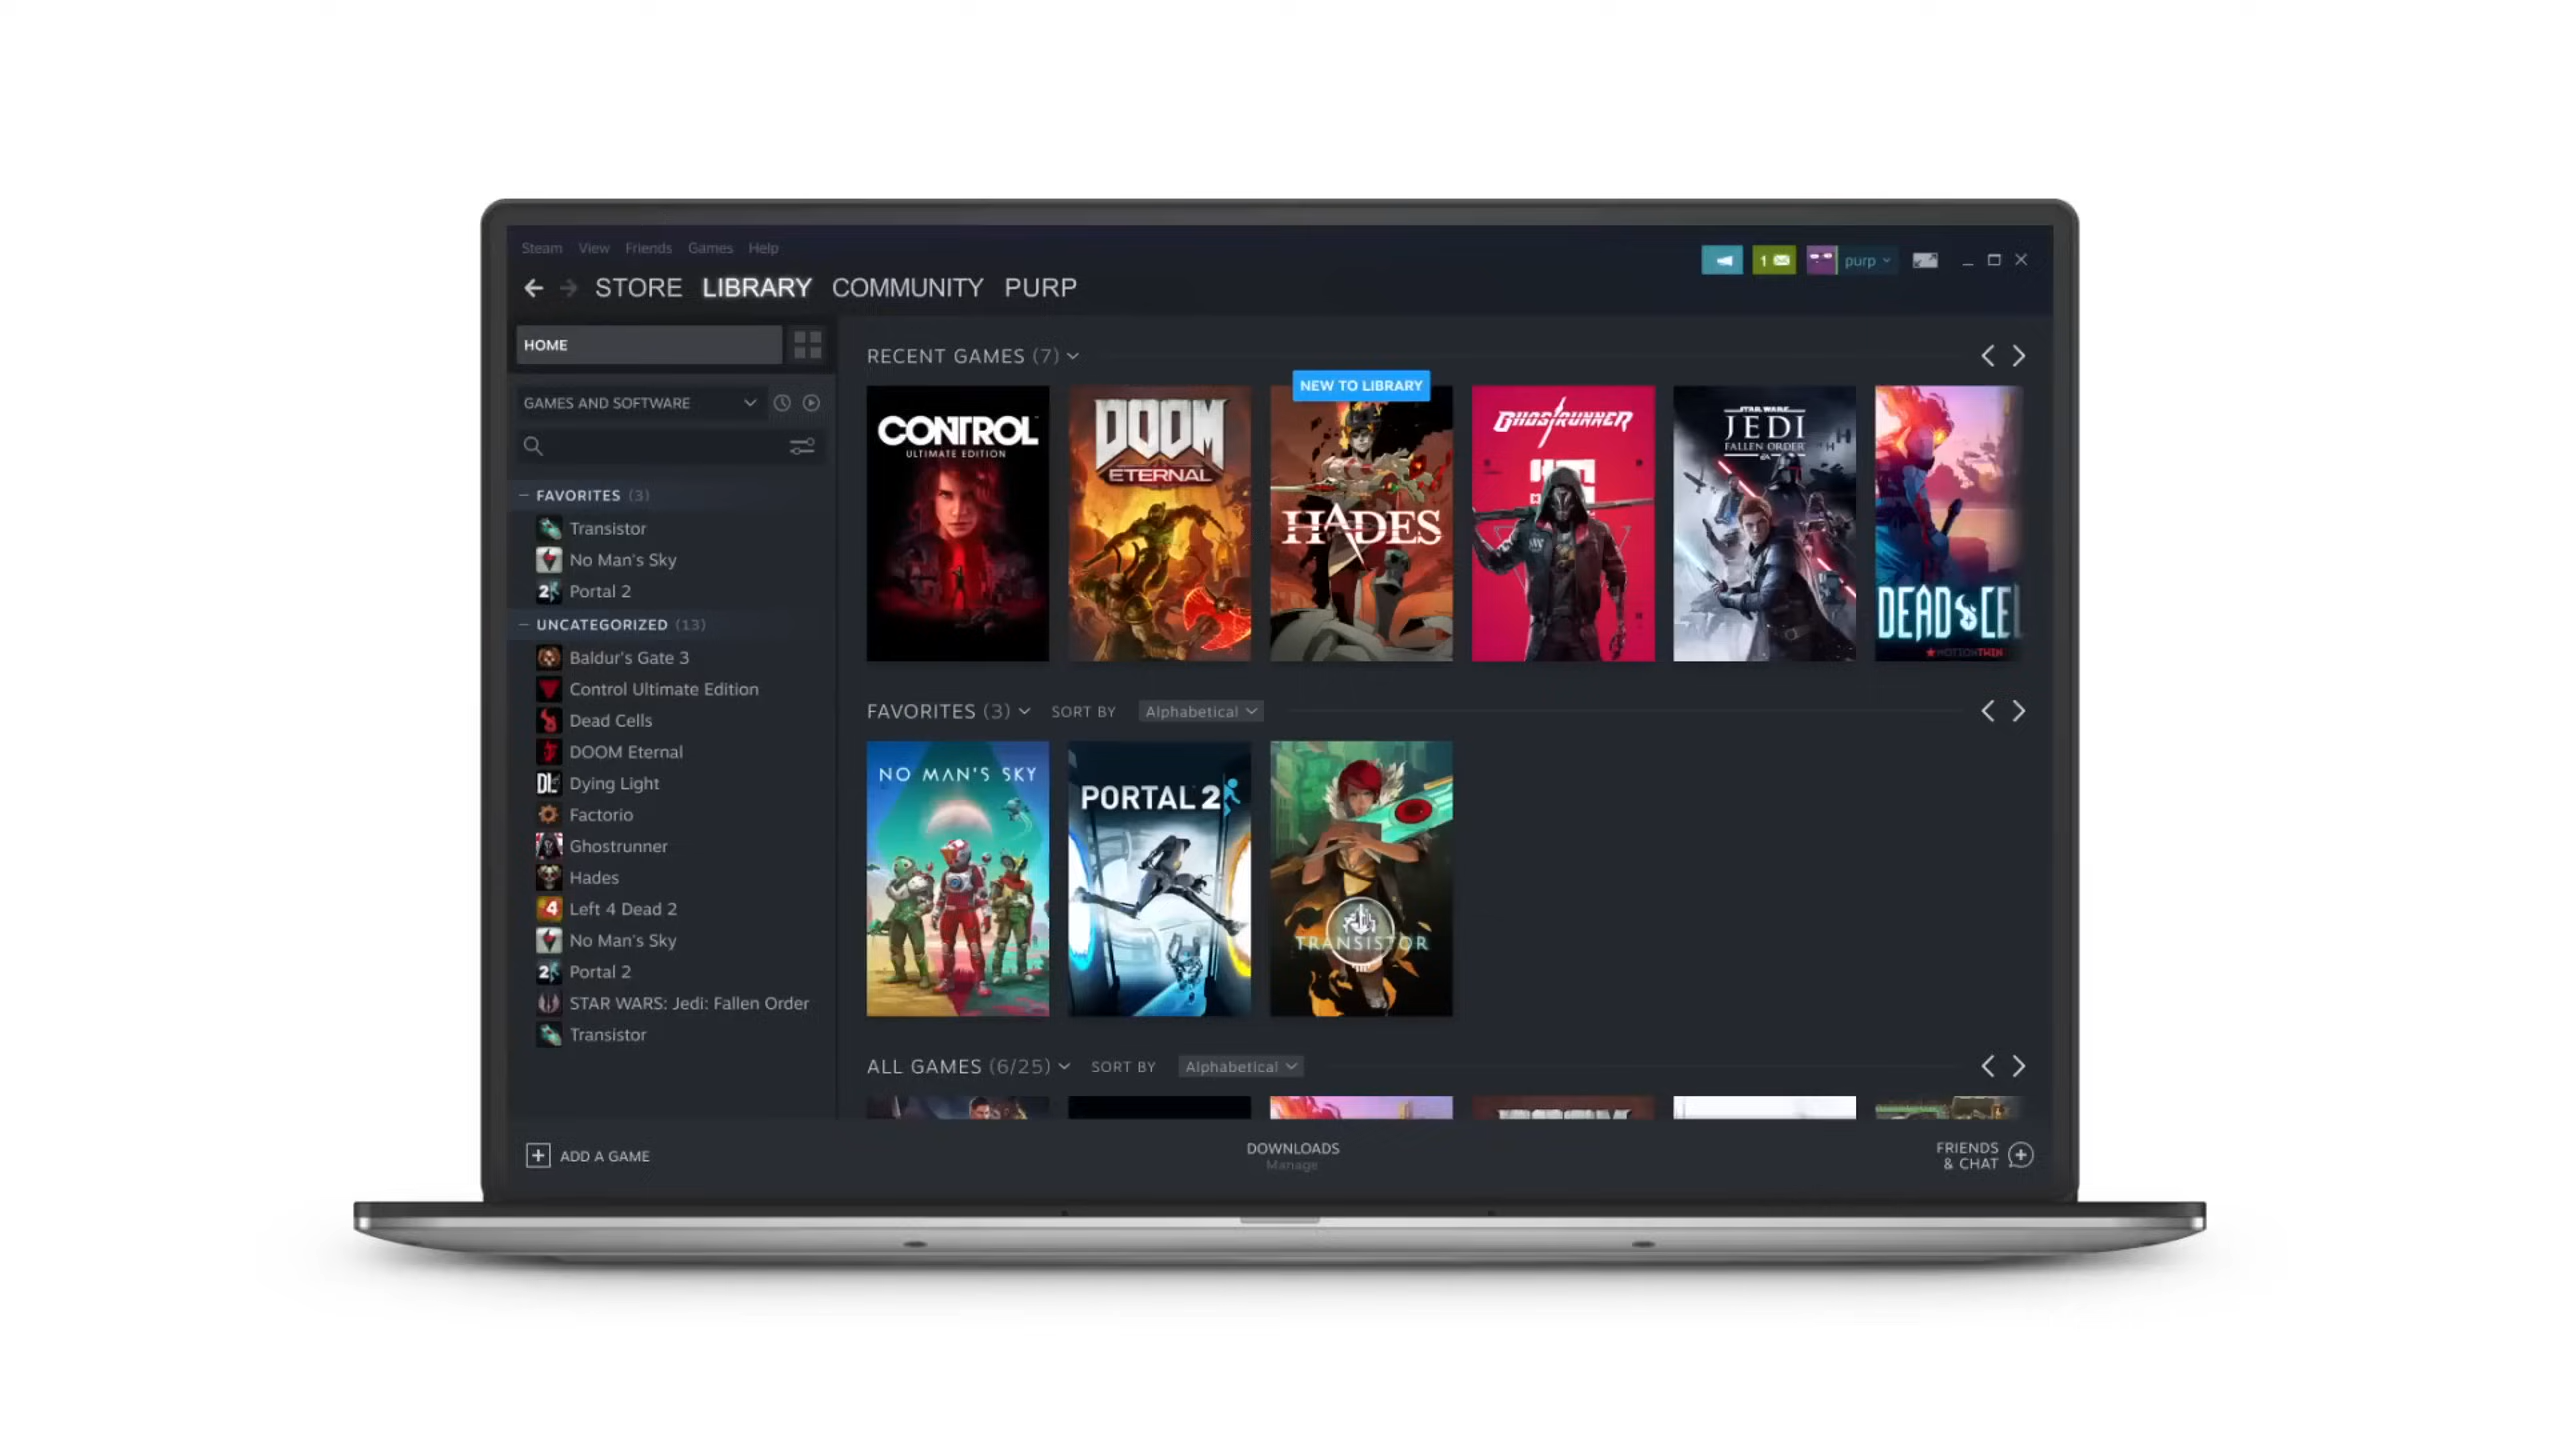 Steam View Friends Games Help
1 purp
STORE LIBRARY COMMUNITY PURP
HOME
GAMES AND SOFTWARE
FAVORITES (3)
Transistor
No Man's Sky
Portal 2
UNCATEGORIZED (13)
Baldur's Gate 3
Control Ultimate Edition
Dead Cells
DOOM Eternal
Dying Light
Factorio
Ghostrunner
Hades
Left 4 Dead 2
No Man's Sky
Portal 2
STAR WARS: Jedi: Fallen Order
Transistor
ADD A GAME
RECENT GAMES (7)
CONTROL
ULTIMATE EDITION
DOOM
ETERNAL
NEW TO LIBRARY
HADES
GHOSTRUNNER
STAR WARS
JEDI
FALLEN ORDER
EA
DEAD CEL
MOTIONTWIN
FAVORITES (3) SORT BY Alphabetical
NO MAN'S SKY
PORTAL 2
TRANSISTOR
ALL GAMES (6/25) SORT BY Alphabetical
DOWNLOADS
Manage
FRIENDS
& CHAT